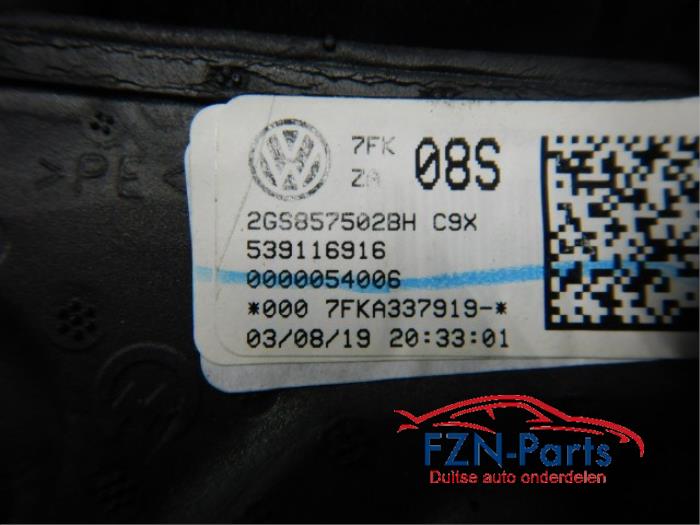 >PE<
7FK
08S
ZA
2GS857502BH C9X
539116916
0000054006
*000 7FKA337919-*
03/08/19 20:33:01
FZN-Parts
Duitse auto onderdelen